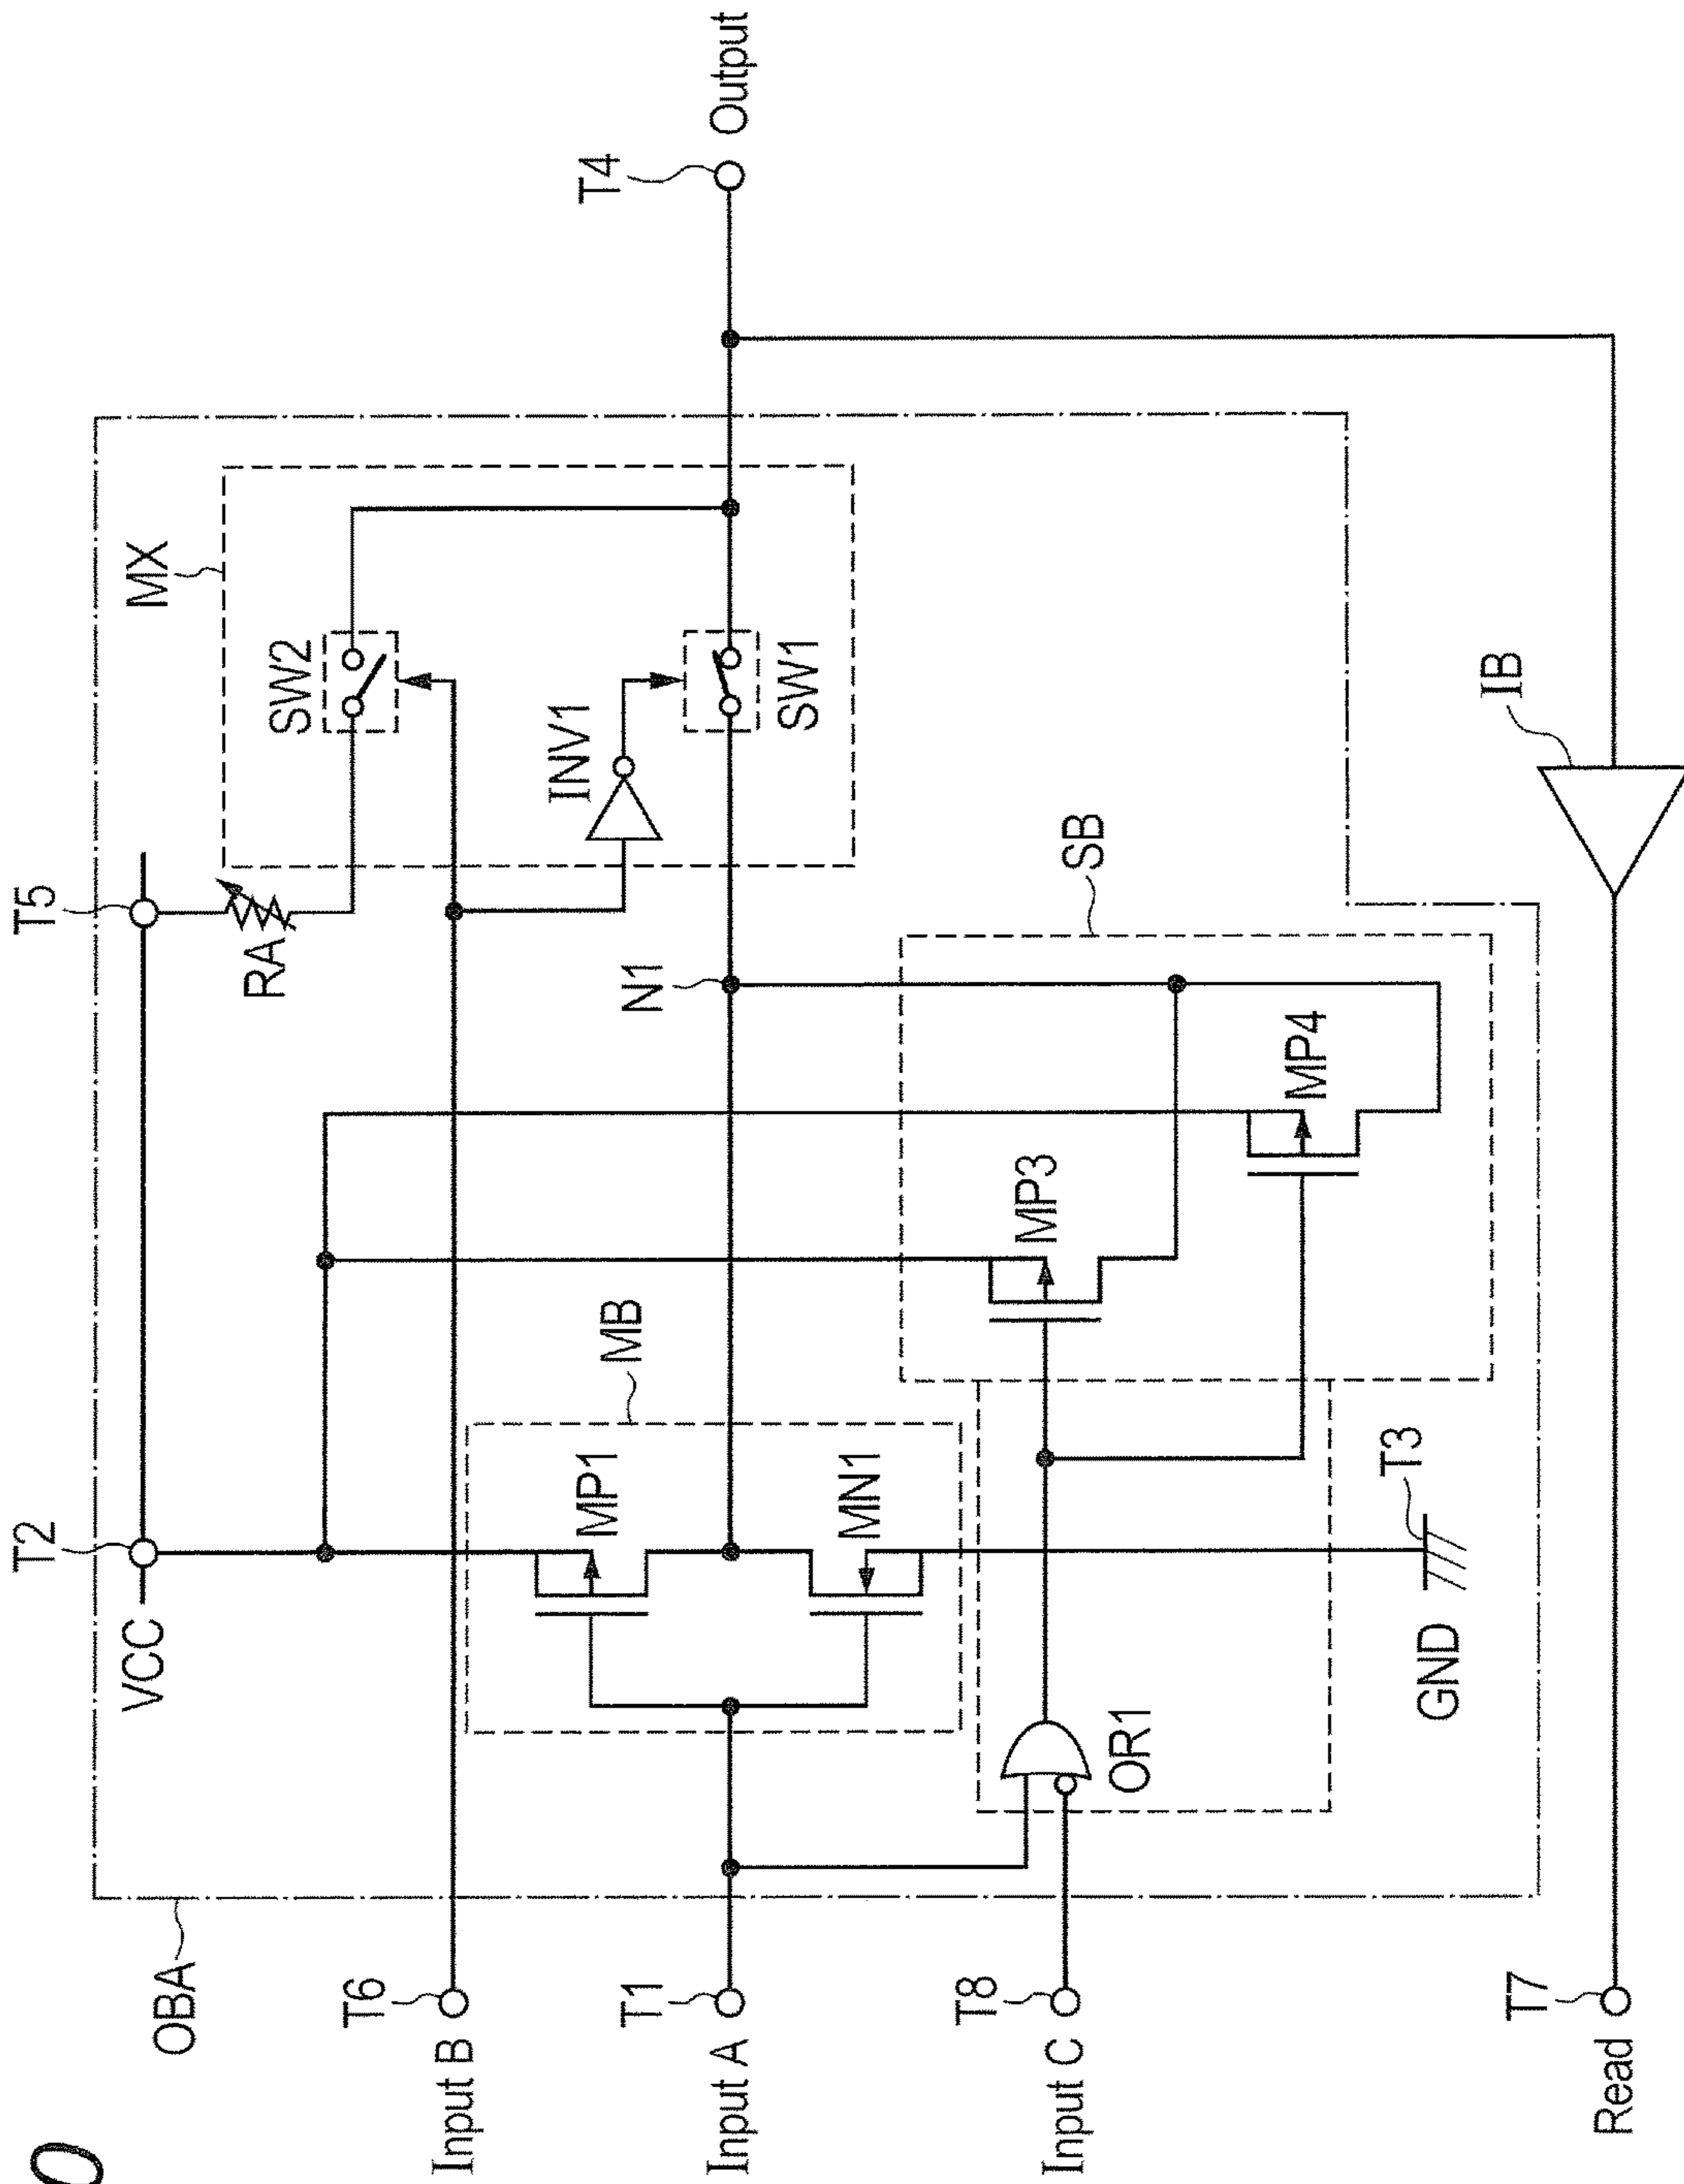 0
OBA
T2
VCC
T5
RA
MX
SW2
INV1
SW1
T4
Output
T6
Input B
T1
Input A
MB
MP1
MN1
N1
SB
MP3
MP4
T8
Input C
OR1
T3
GND
IB
T7
Read